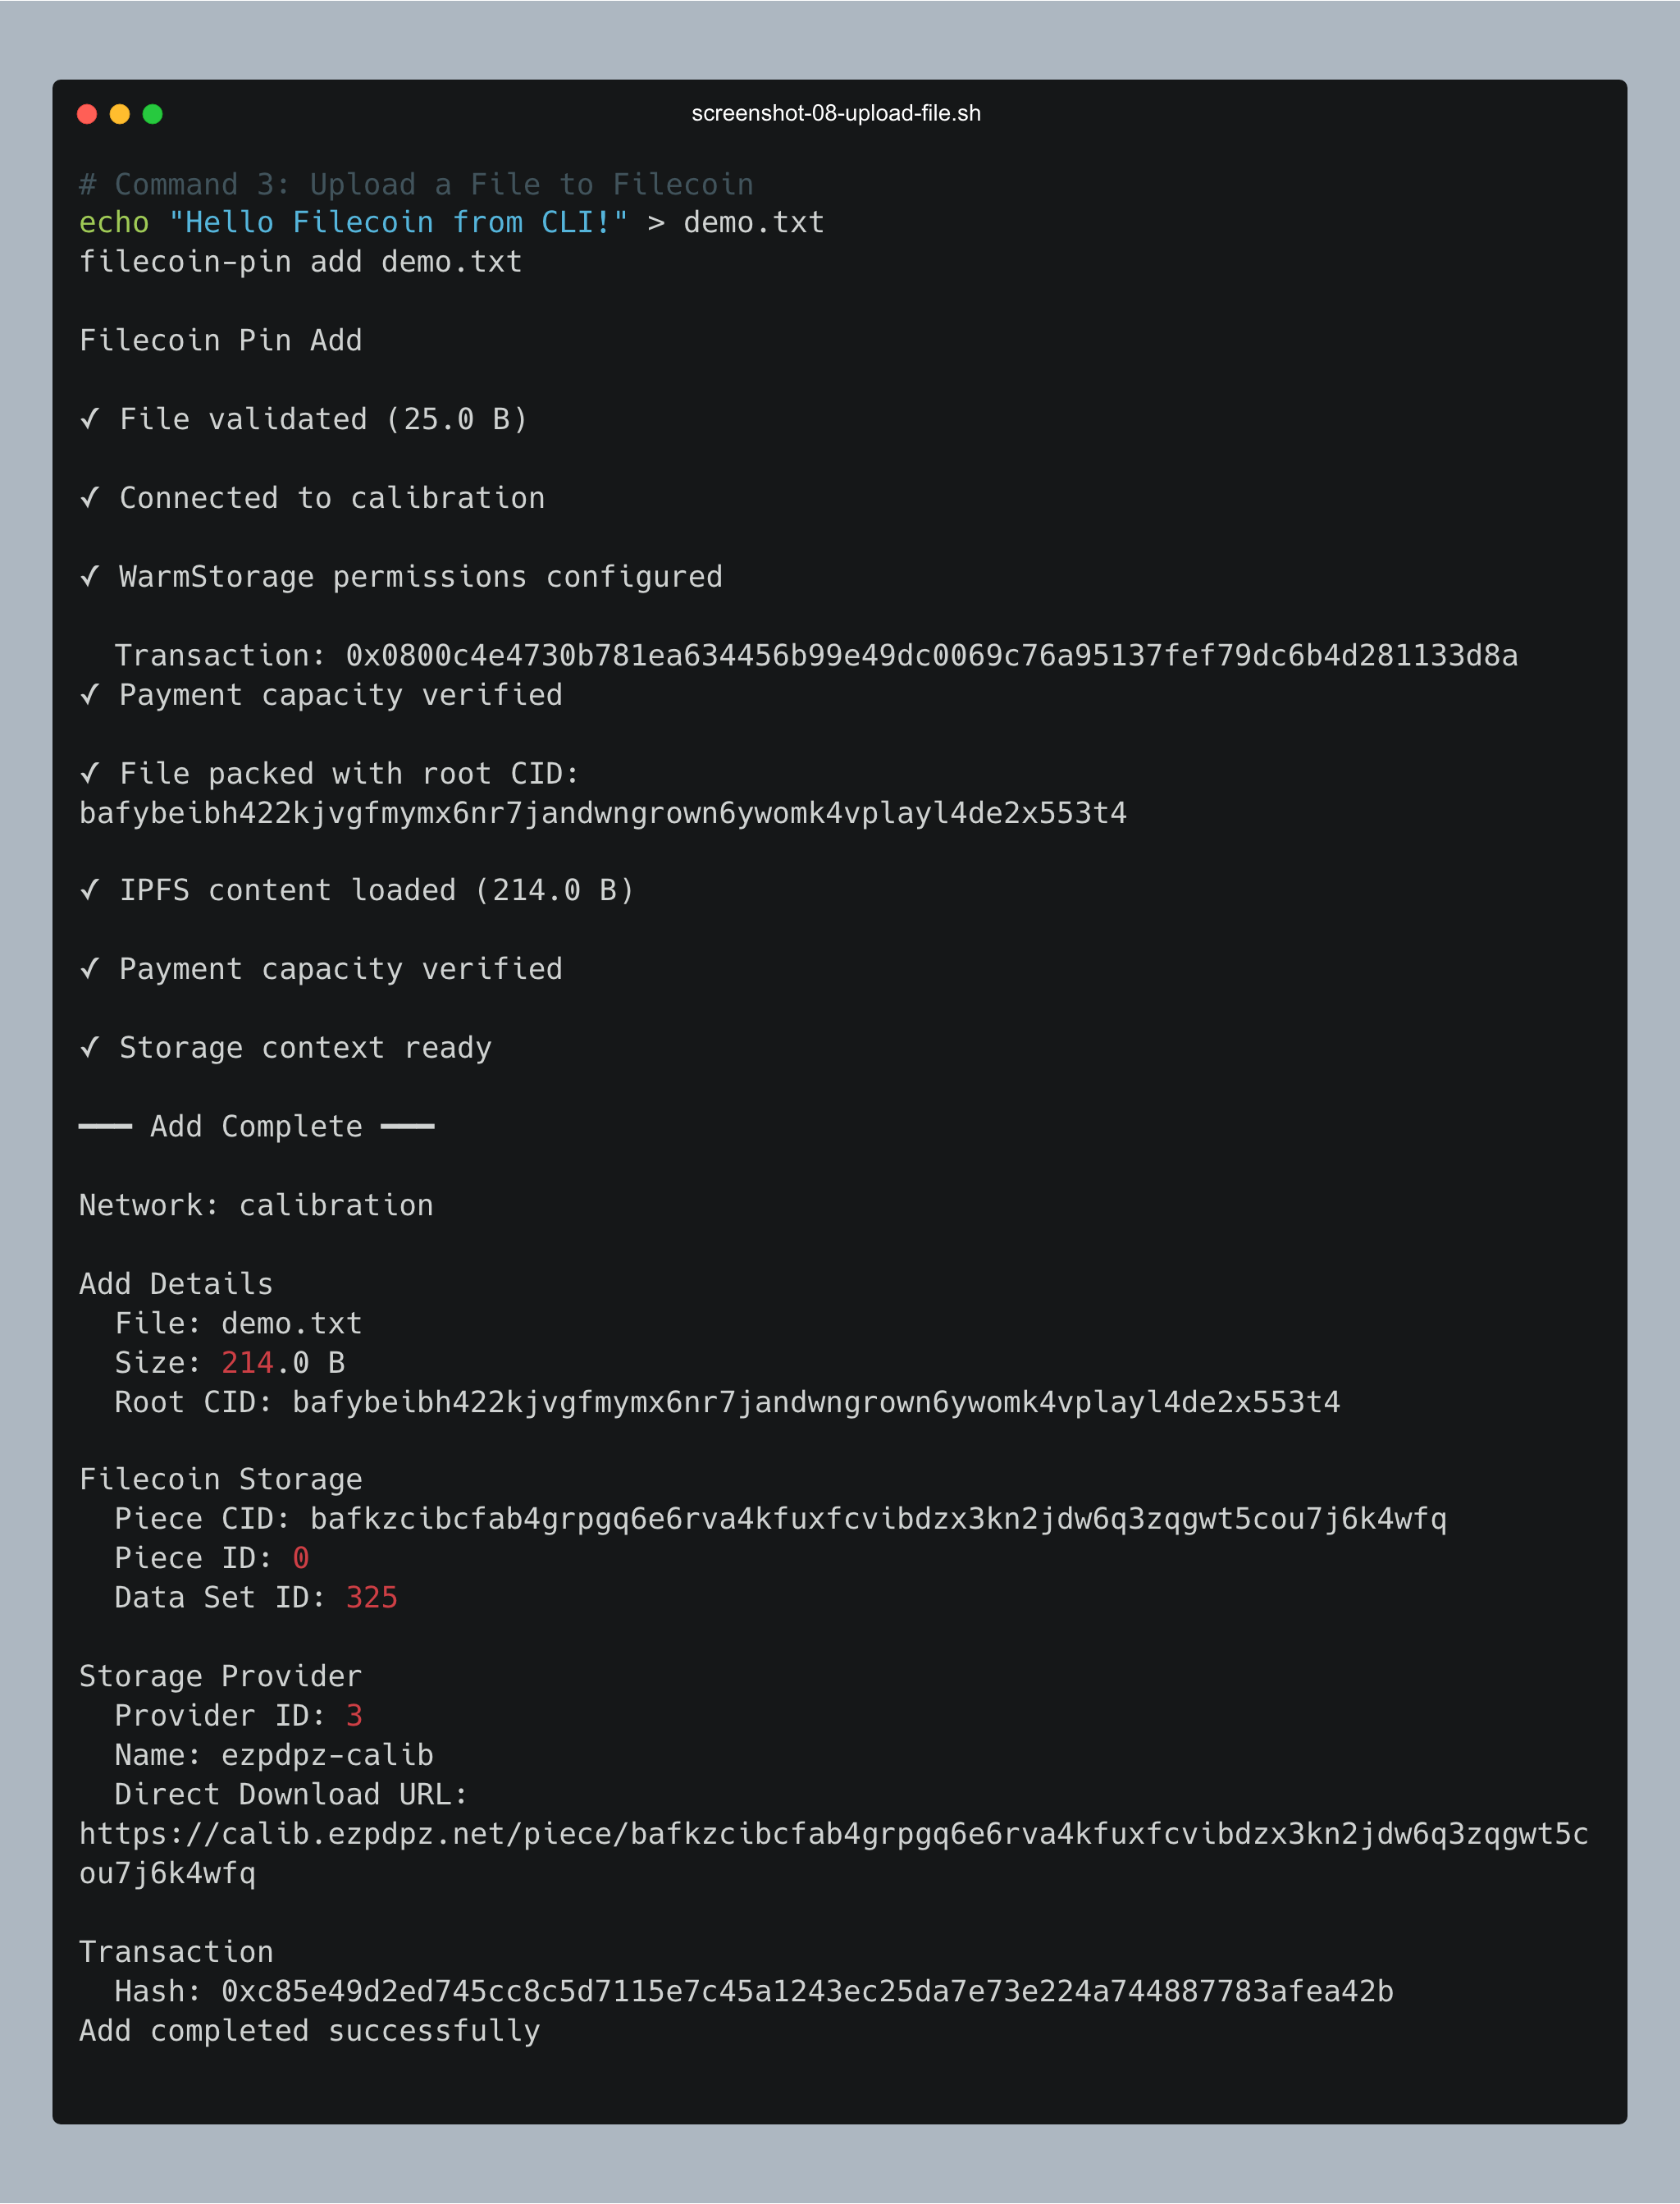 screenshot-08-upload-file.sh
# Command 3: Upload a File to Filecoin
echo "Hello Filecoin from CLI!" > demo.txt
filecoin-pin add demo.txt
Filecoin Pin Add
✓ File validated (25.0 B)
✓ Connected to calibration
✓ WarmStorage permissions configured
Transaction: 0x0800c4e4730b781ea634456b99e49dc0069c76a95137fef79dc6b4d281133d8a
✓ Payment capacity verified
✓ File packed with root CID:
bafybeibh422kjvgfmymx6nr7jandwngrown6ywomk4vplayl4de2x553t4
✓ IPFS content loaded (214.0 B)
✓ Payment capacity verified
✓ Storage context ready
━━━ Add Complete ━━━
Network: calibration
Add Details
File: demo.txt
Size: 214.0 B
Root CID: bafybeibh422kjvgfmymx6nr7jandwngrown6ywomk4vplayl4de2x553t4
Filecoin Storage
Piece CID: bafkzcibcfab4grpgq6e6rva4kfuxfcvibdzx3kn2jdw6q3zqgwt5cou7j6k4wfq
Piece ID: 0
Data Set ID: 325
Storage Provider
Provider ID: 3
Name: ezpdpz-calib
Direct Download URL:
https://calib.ezpdpz.net/piece/bafkzcibcfab4grpgq6e6rva4kfuxfcvibdzx3kn2jdw6q3zqgwt5c
ou7j6k4wfq
Transaction
Hash: 0xc85e49d2ed745cc8c5d7115e7c45a1243ec25da7e73e224a744887783afea42b
Add completed successfully